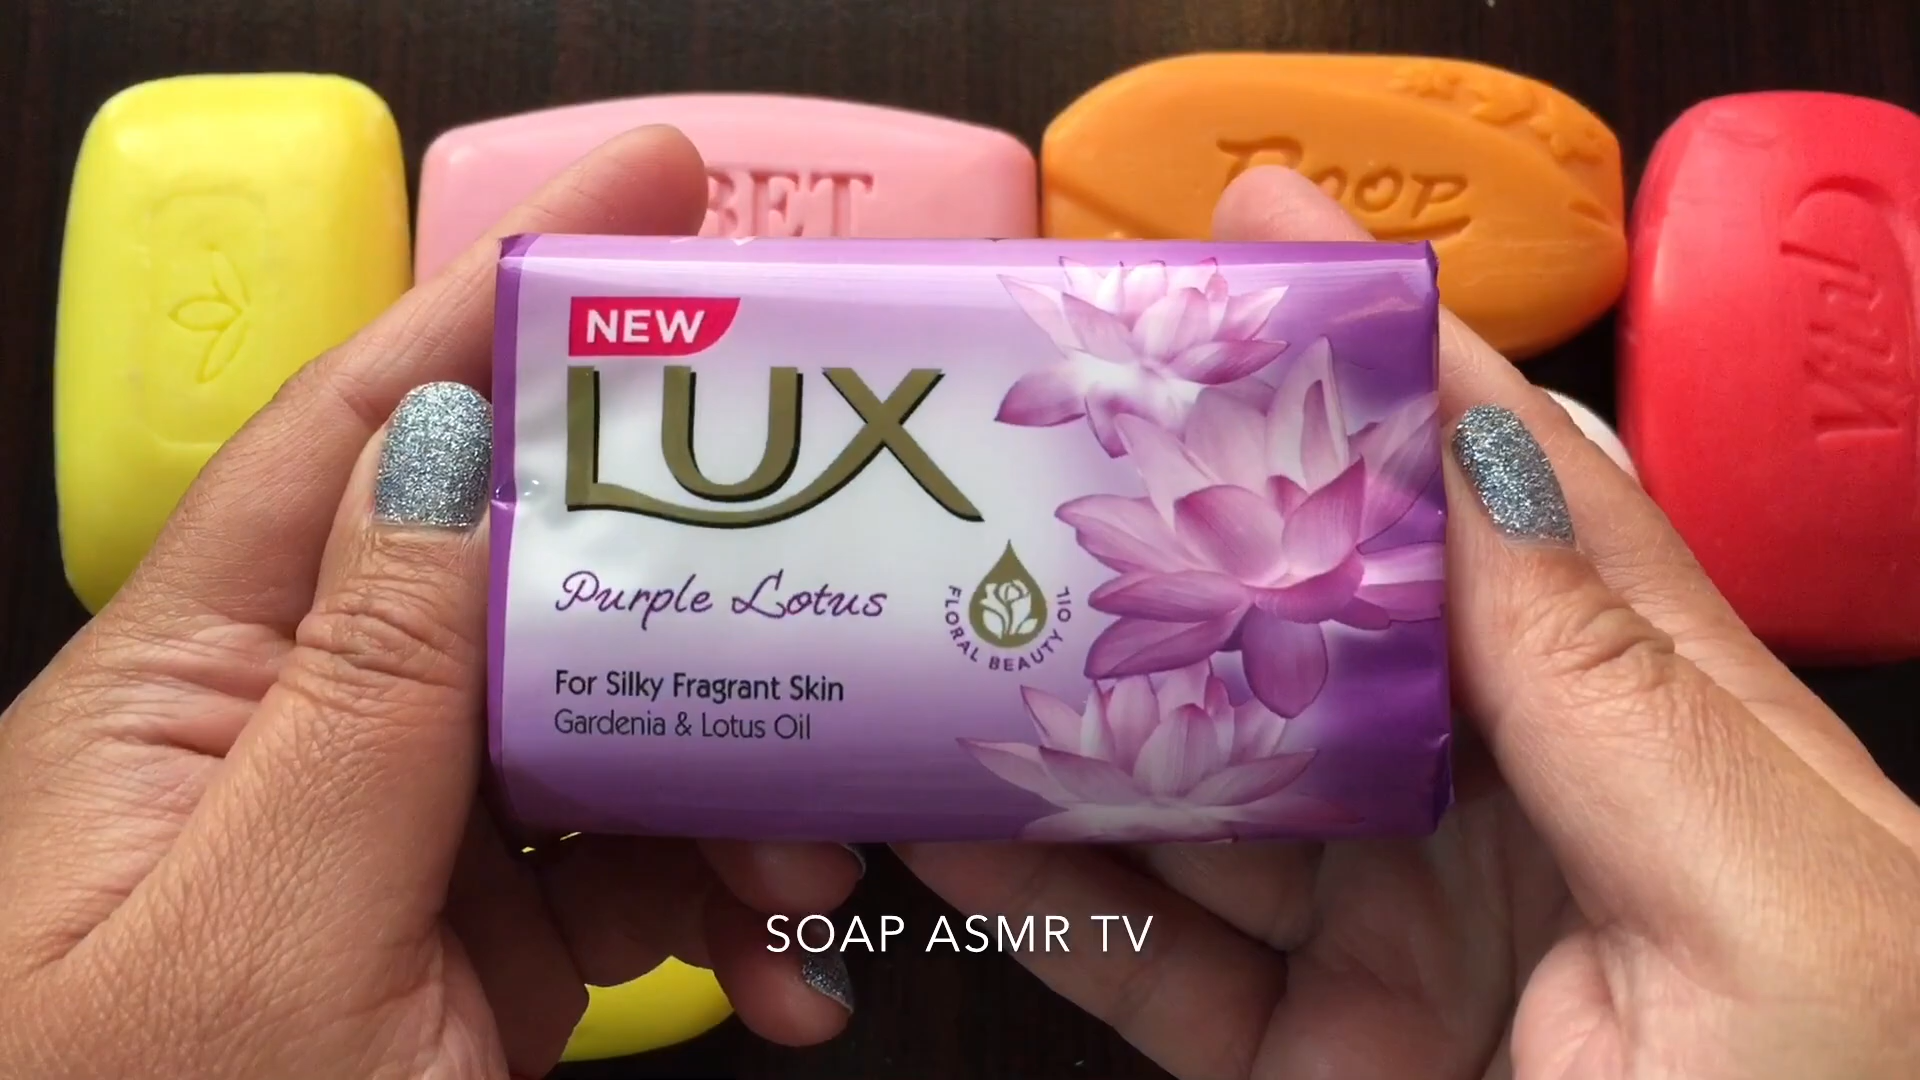 BET
Roop
Vital
NEW
LUX
Purple Lotus
FLORAL BEAUTY OIL
For Silky Fragrant Skin
Gardenia & Lotus Oil
SOAP ASMR TV